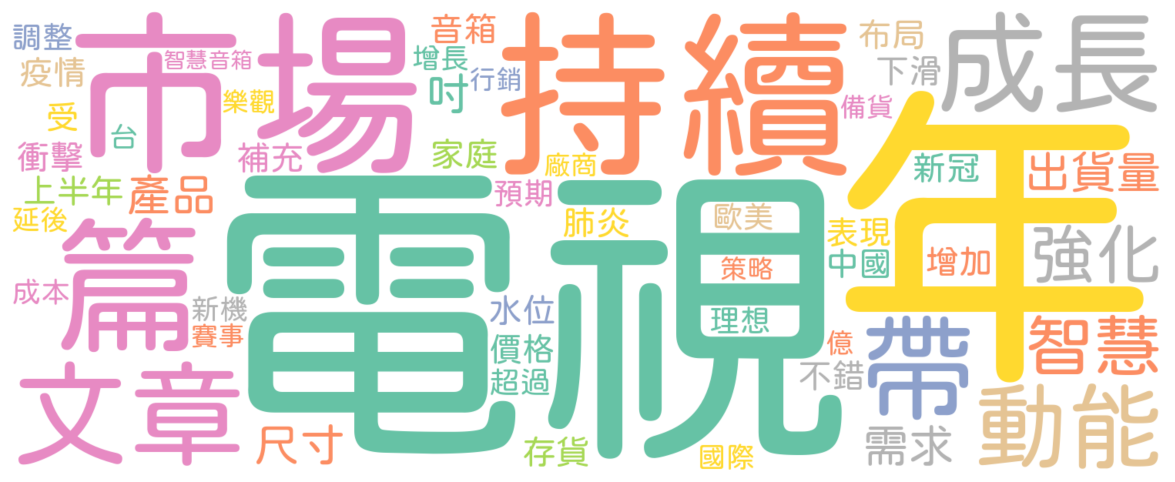 調整
市場
智慧音箱
音箱
持續
布局
成長
疫情
增長
吋
行銷
下滑
樂觀
備貨
年
受
台
衝擊
補充
家庭
廠商
新冠
出貨量
上半年
產品
電視
預期
延後
篇
肺炎
歐美
表現
強化
中國
增加
策略
成本
新機
水位
理想
賽事
帶
智慧
價格
億
文章
超過
不錯
動能
尺寸
存貨
國際
需求